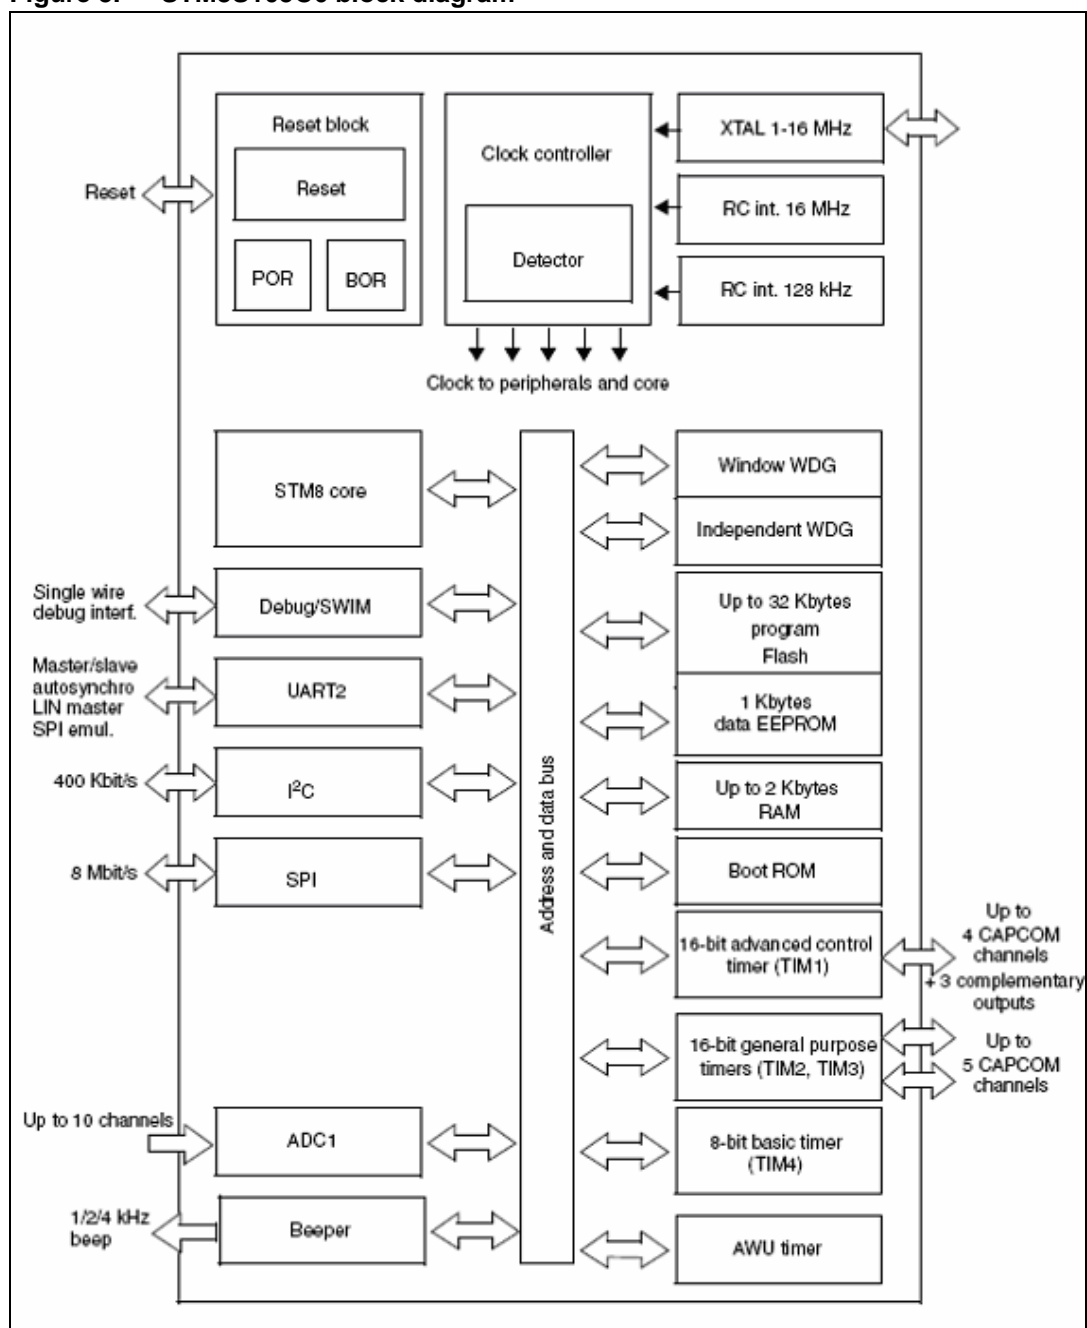 Reset block
Reset
POR
BOR
Reset
Clock controller
Detector
XTAL 1-16 MHz
RC int. 16 MHz
RC int. 128 kHz
Clock to peripherals and core
STM8 core
Single wire
debug interf.
Debug/SWIM
Master/slave
autosynchro
LIN master
SPI emul.
UART2
400 Kbit/s
I²C
8 Mbit/s
SPI
Up to 10 channels
ADC1
1/2/4 kHz
beep
Beeper
Address and data bus
Window WDG
Independent WDG
Up to 32 Kbytes
program
Flash
1 Kbytes
data EEPROM
Up to 2 Kbytes
RAM
Boot ROM
16-bit advanced control
timer (TIM1)
Up to
4 CAPCOM
channels
+ 3 complementary
outputs
16-bit general purpose
timers (TIM2, TIM3)
Up to
5 CAPCOM
channels
8-bit basic timer
(TIM4)
AWU timer